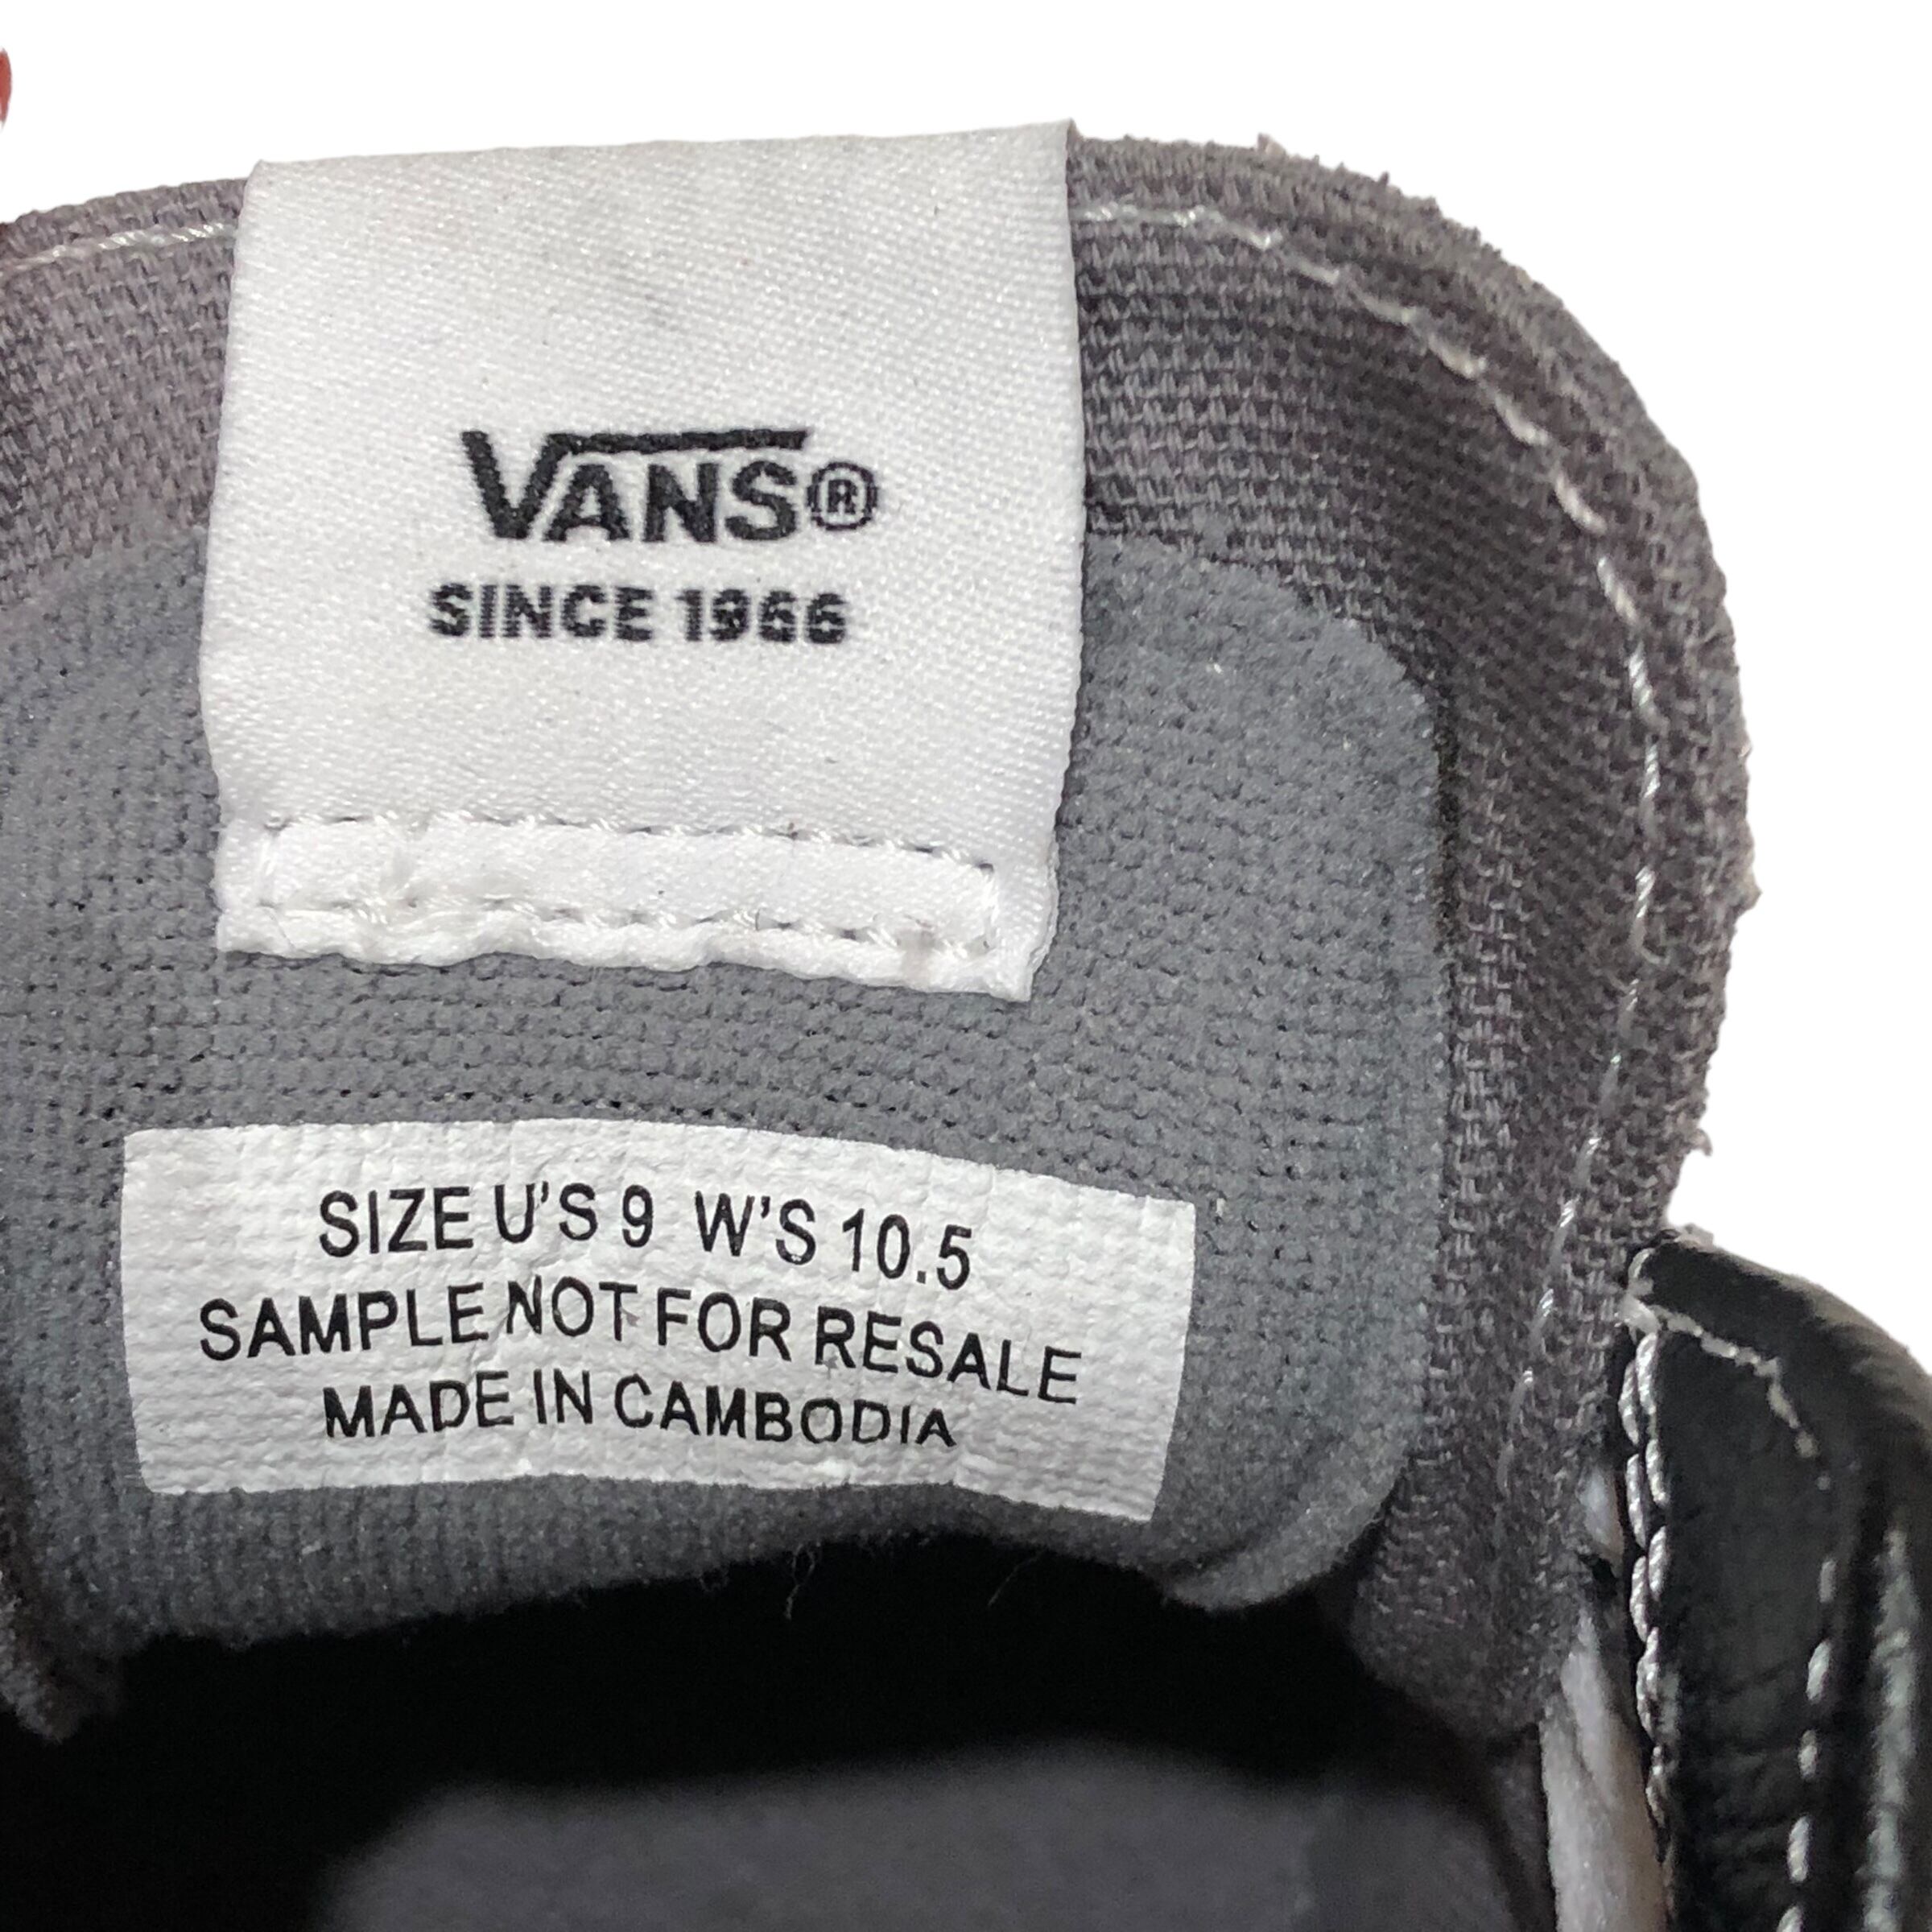 VANS®
SINCE 1966
SIZE U'S 9 W'S 10.5
SAMPLE NOT FOR RESALE
MADE IN CAMBODIA